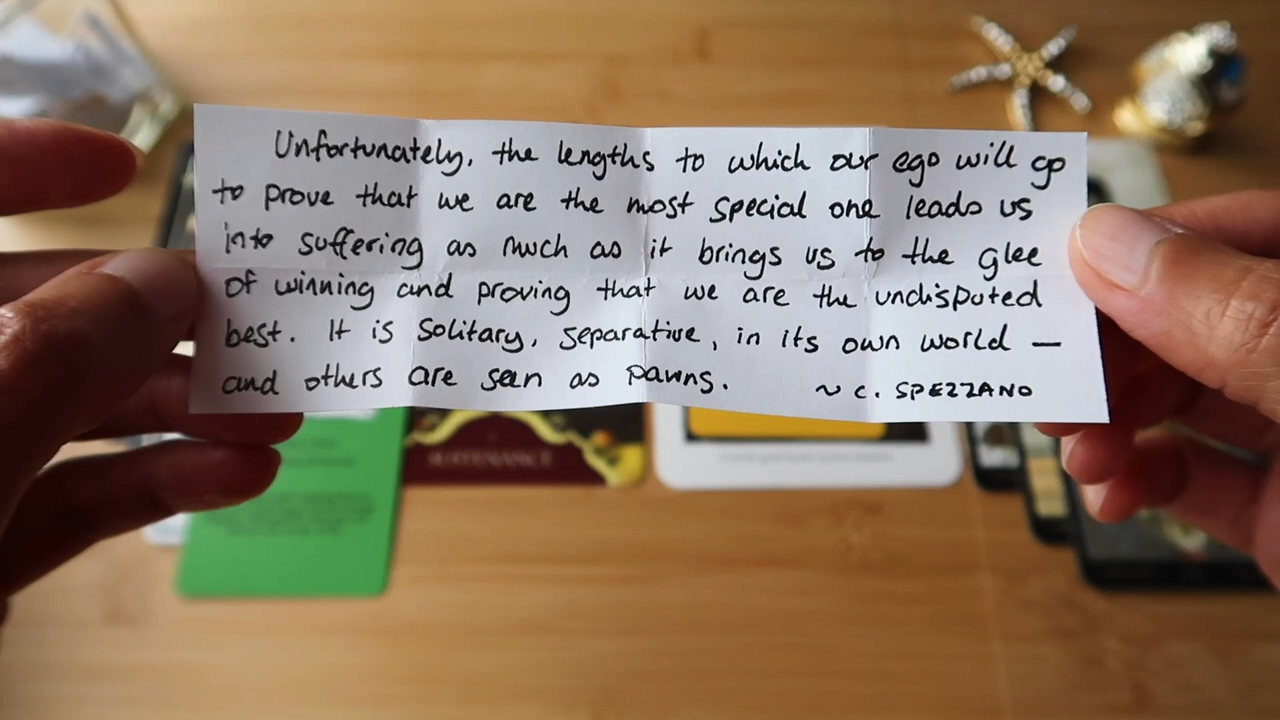 Unfortunately, the lengths to which our ego will go
to prove that we are the most special one leads us
into suffering as much as it brings us to the glee
of winning and proving that we are the undisputed
best. It is solitary, separative, in its own world —
and others are seen as pawns. ~ C. SPEZZANO